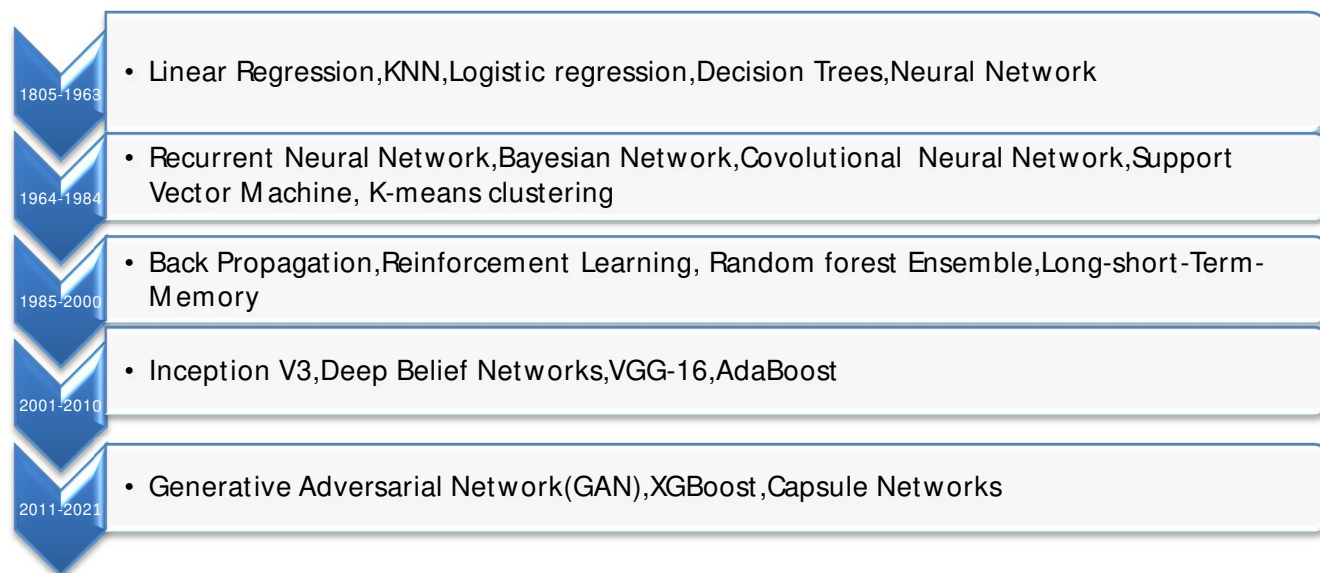 1805-1963
• Linear Regression,KNN,Logistic regression,Decision Trees,Neural Network
1964-1984
• Recurrent Neural Network,Bayesian Network,Covolutional Neural Network,Support
Vector Machine, K-means clustering
1985-2000
• Back Propagation,Reinforcement Learning, Random forest Ensemble,Long-short-Term-
Memory
2001-2010
• Inception V3,Deep Belief Networks,VGG-16,AdaBoost
2011-2021
• Generative Adversarial Network(GAN),XGBoost,Capsule Networks